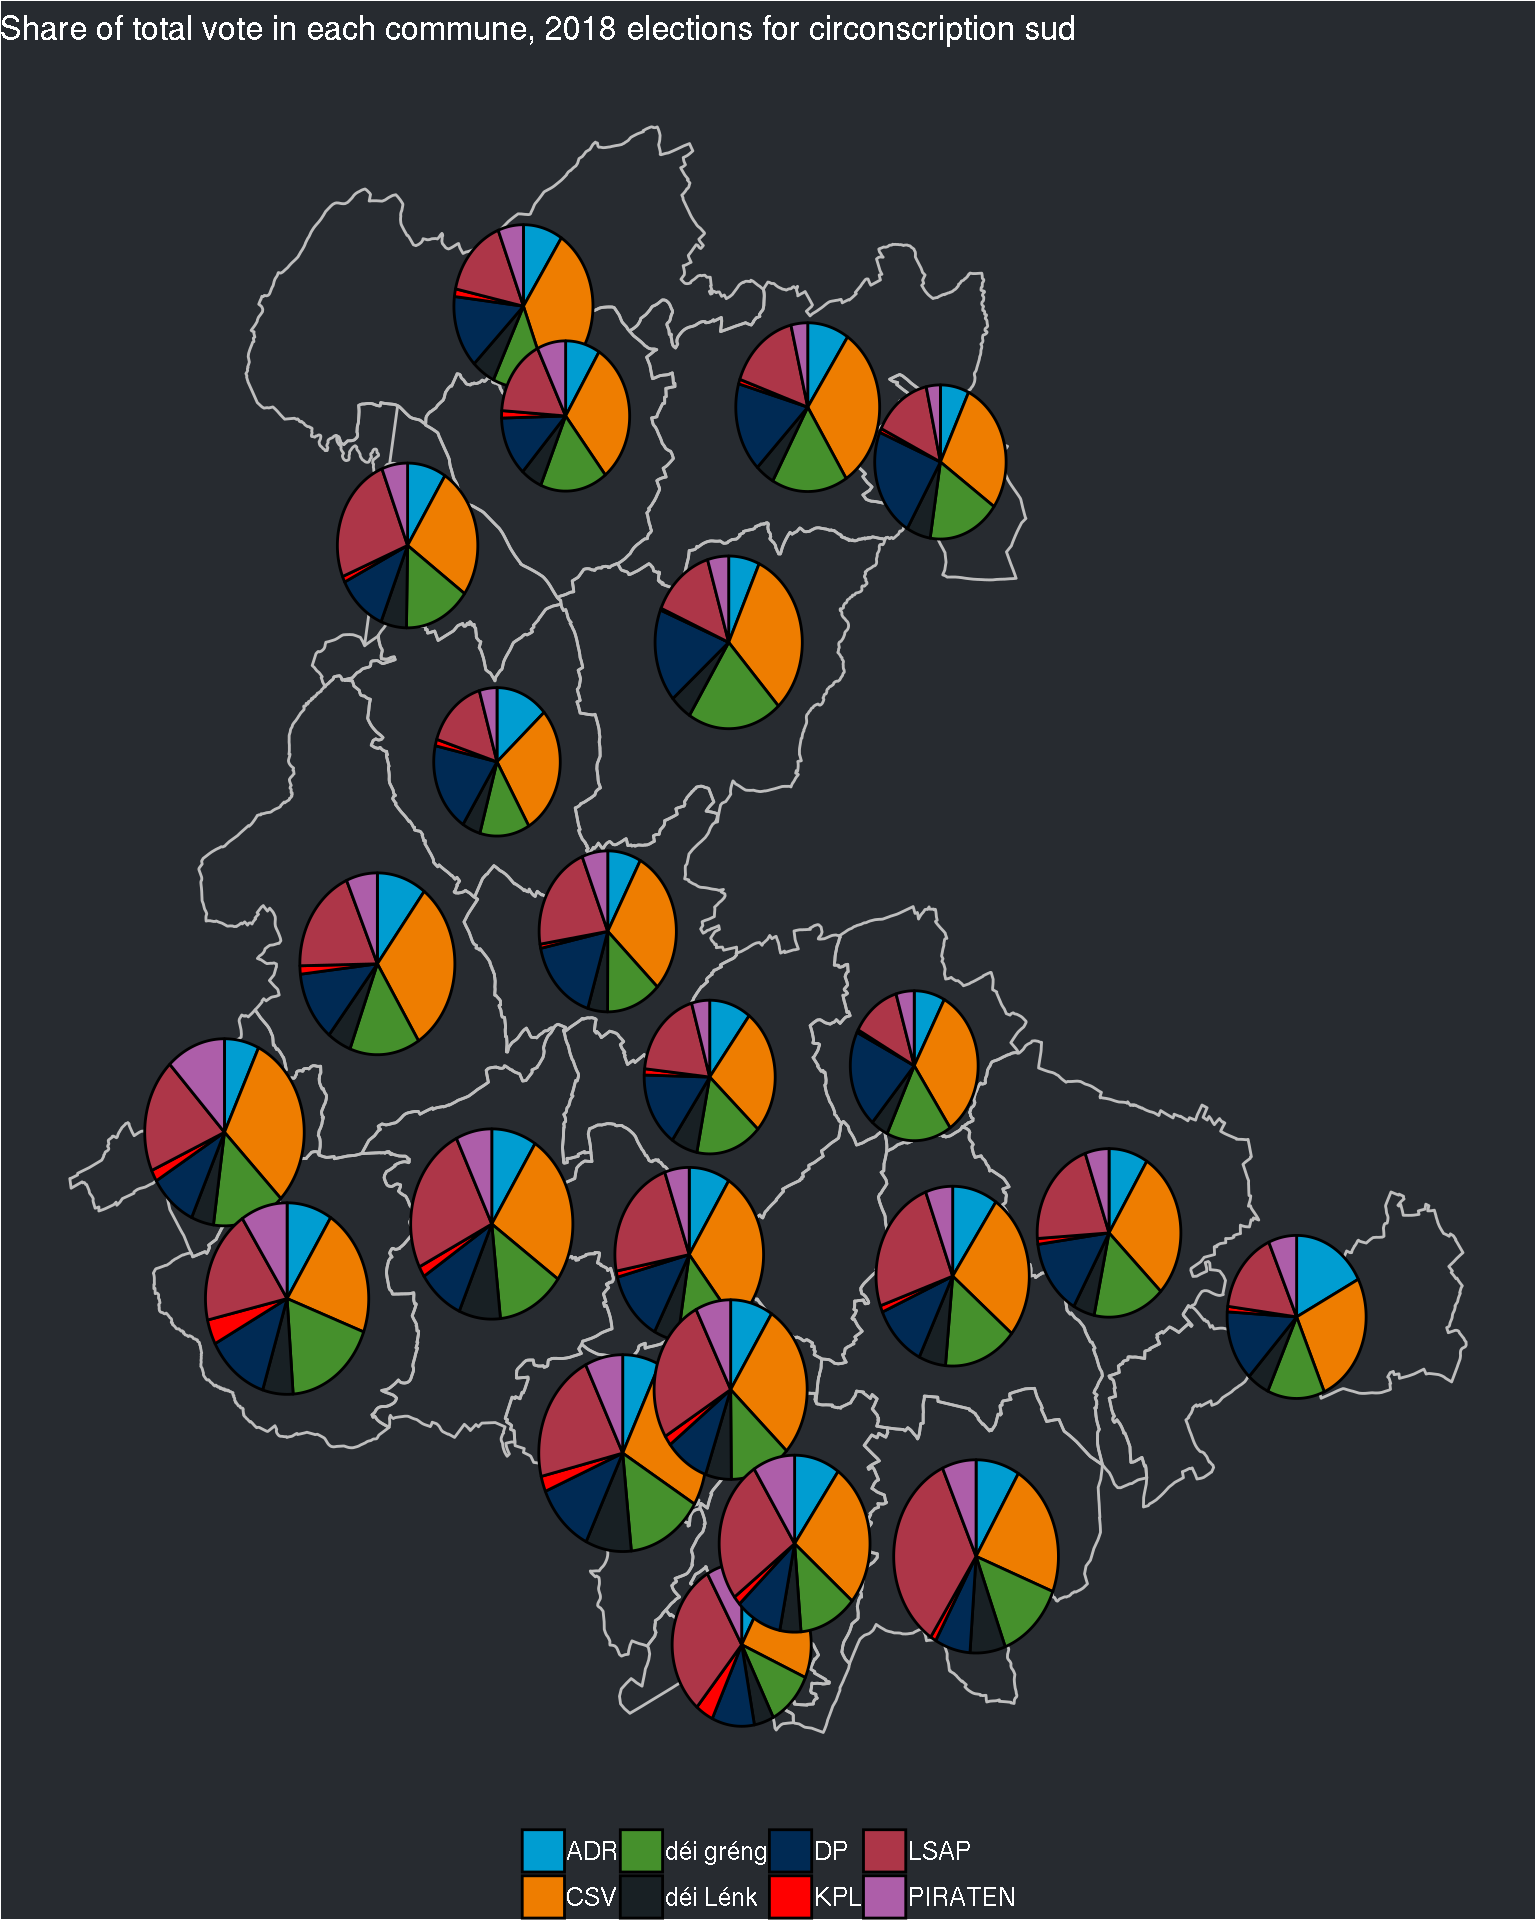 Share of total vote in each commune, 2018 elections for circonscription sud
ADR déi gréng DP LSAP
CSV déi Lénk KPL PIRATEN